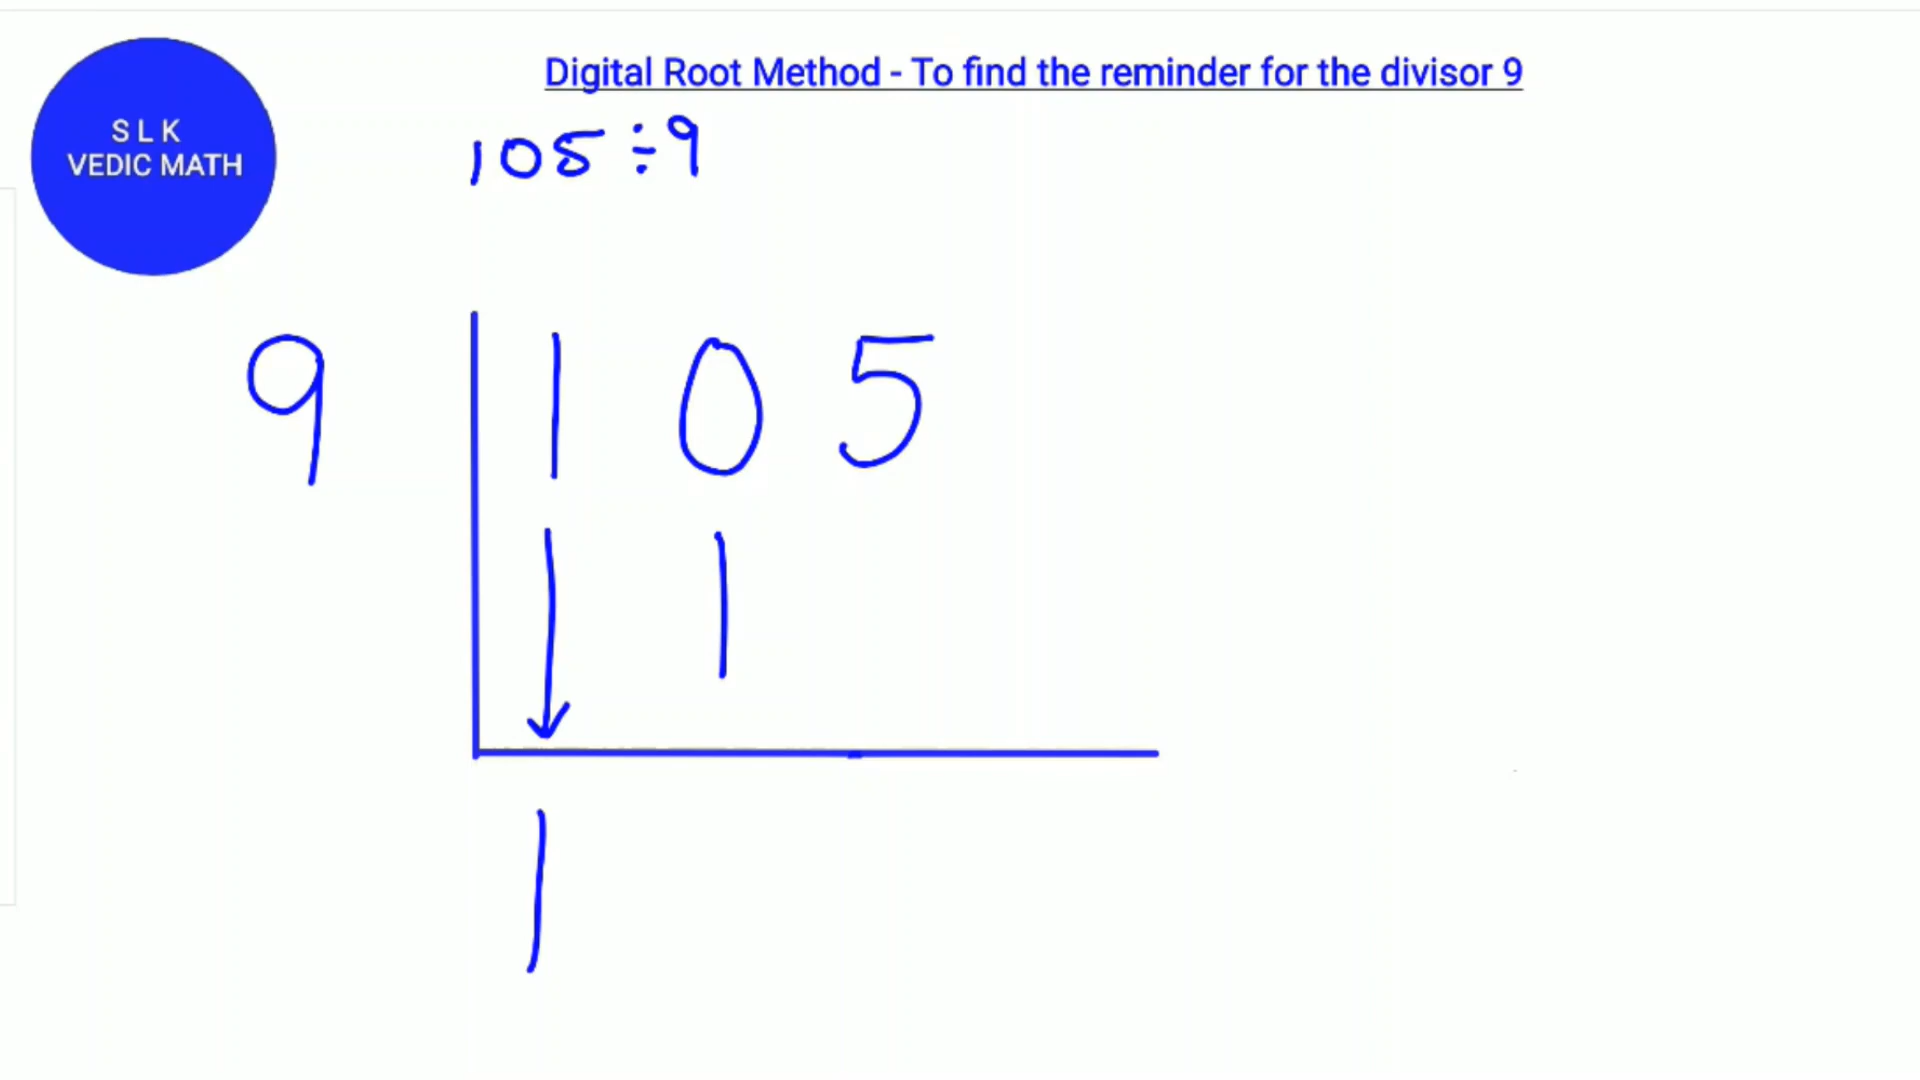 S L K
VEDIC MATH
Digital Root Method - To find the reminder for the divisor 9
105 ÷ 9
9 1 0 5
1
1